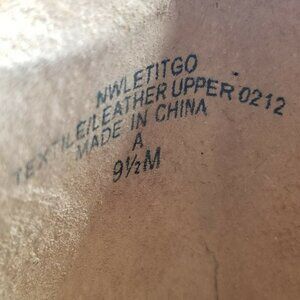 NWLETITGO
TEXTILE/LEATHER UPPER 0212
MADE IN CHINA
A
9½M